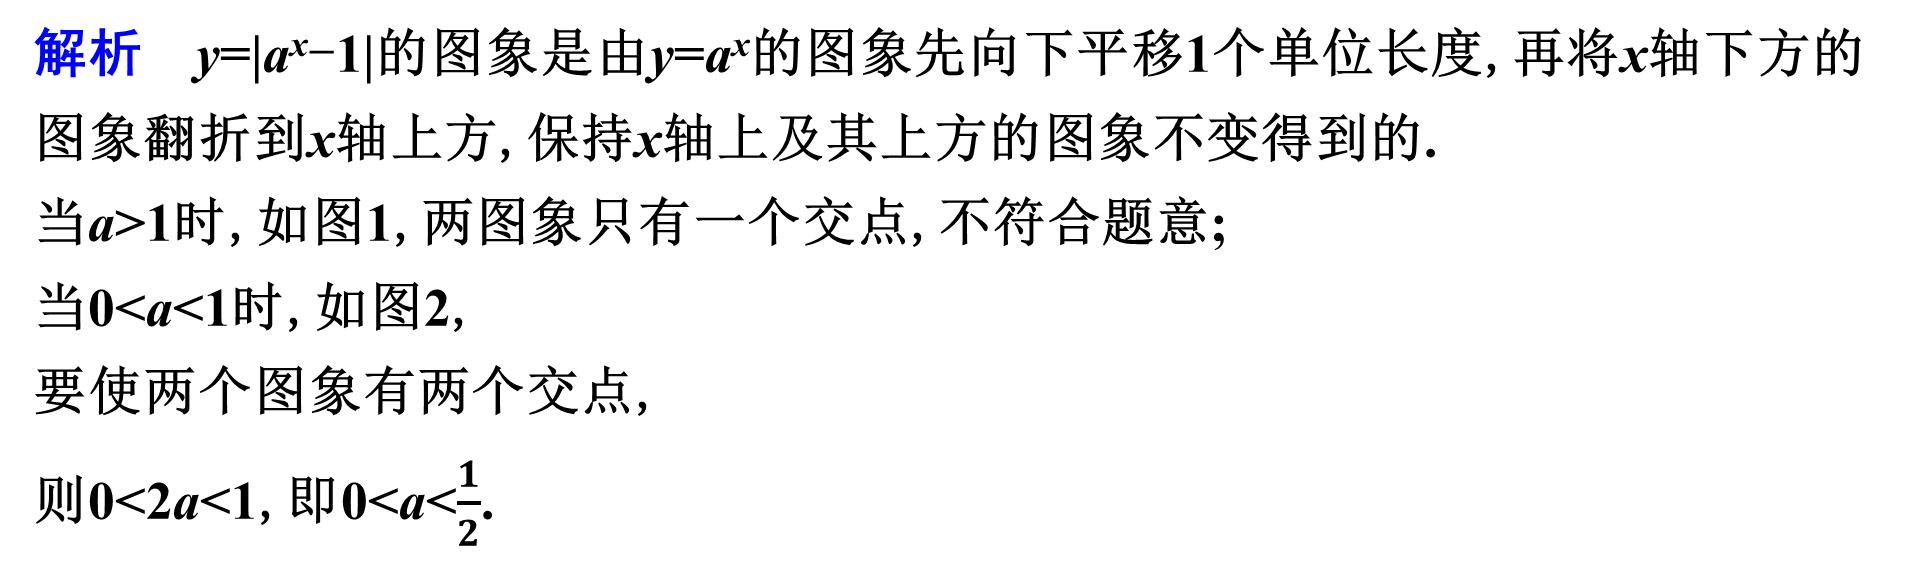 解析 y=|aˣ−1|的图象是由y=aˣ的图象先向下平移1个单位长度,再将x轴下方的
图象翻折到x轴上方,保持x轴上及其上方的图象不变得到的.
当a>1时,如图1,两图象只有一个交点,不符合题意;
当0<a<1时,如图2,
要使两个图象有两个交点,
则0<2a<1,即0<a<1/2.